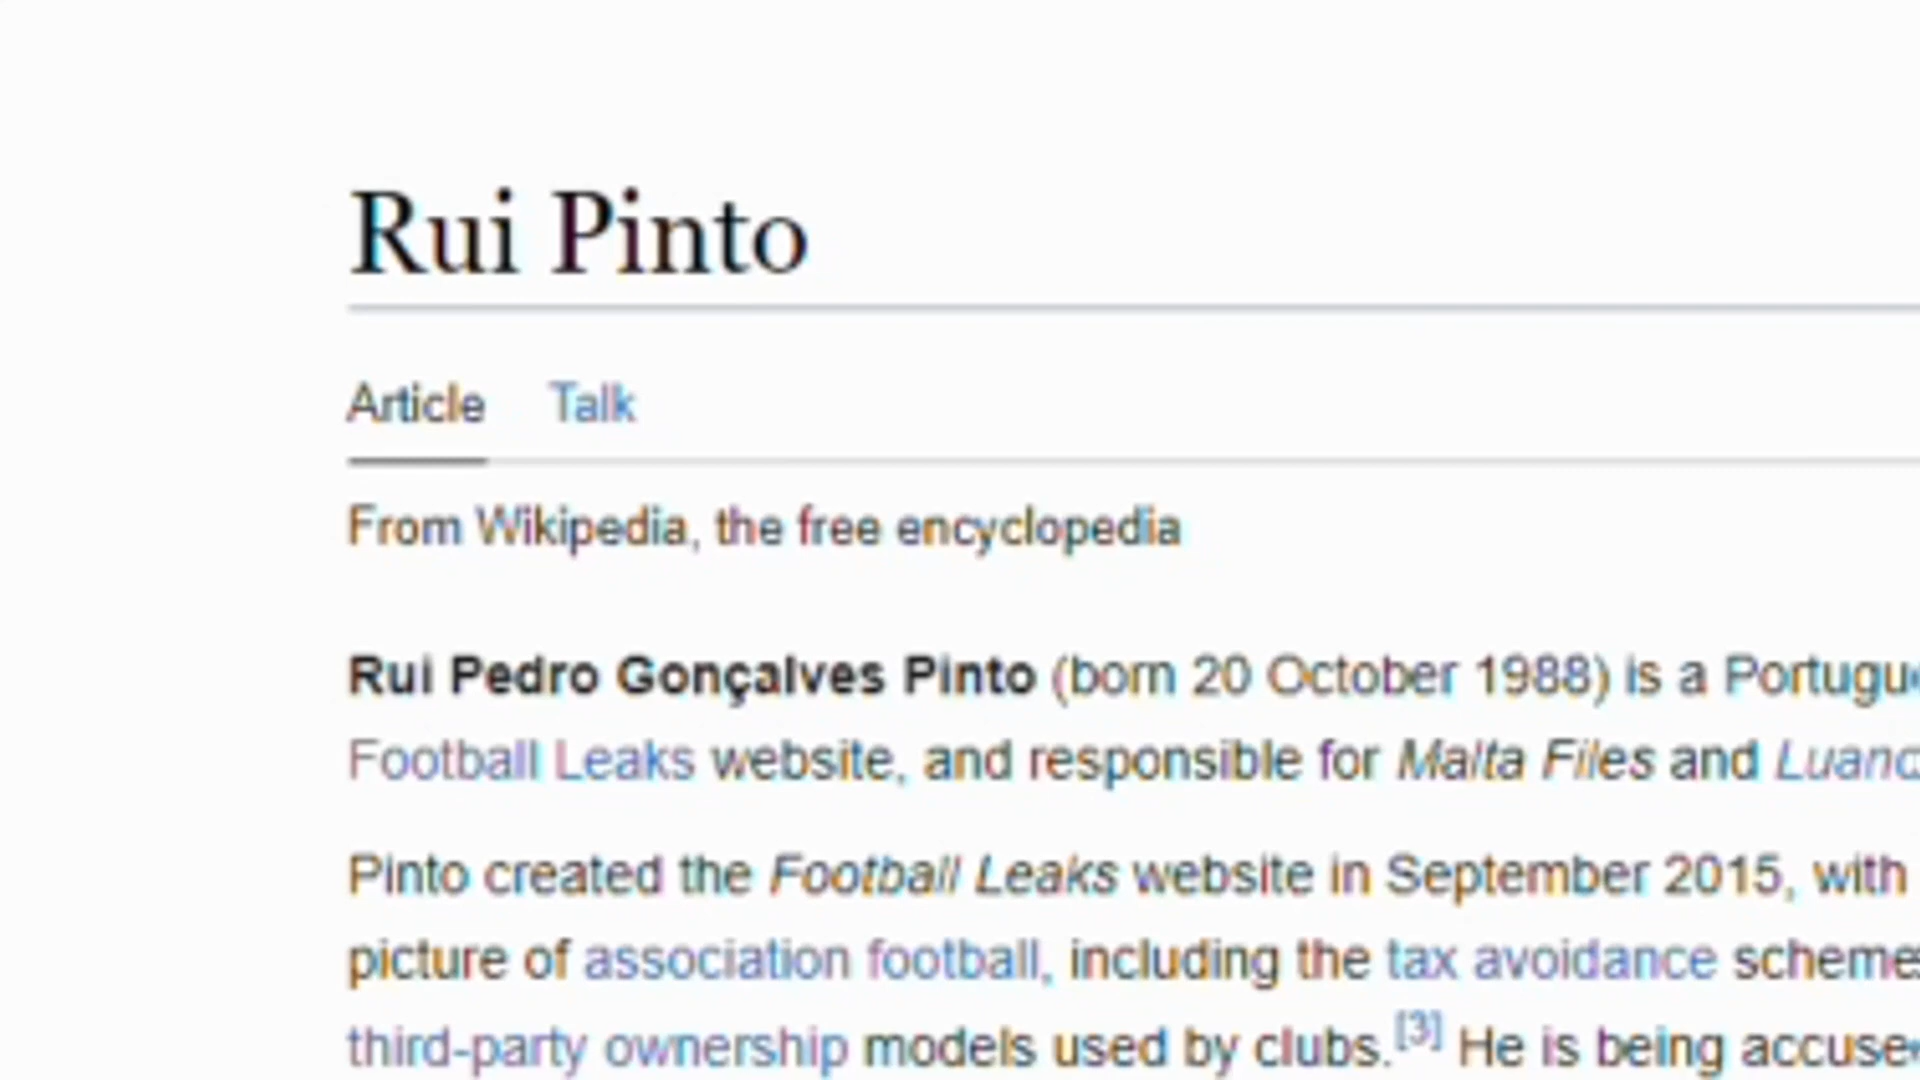 Rui Pinto
Article Talk
From Wikipedia, the free encyclopedia
Rui Pedro Gonçalves Pinto (born 20 October 1988) is a
Football Leaks website, and responsible for Malta Files and
Pinto created the Football Leaks website in September 2015, with
picture of association football, including the tax avoidance
third-party ownership models used by clubs.[3] He is being